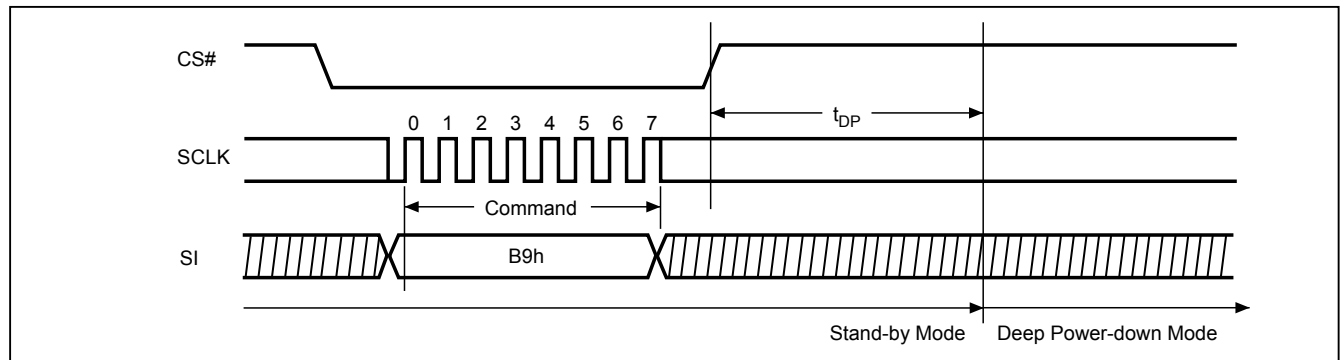 CS#
t_DP
0 1 2 3 4 5 6 7
SCLK
Command
SI
B9h
Stand-by Mode
Deep Power-down Mode